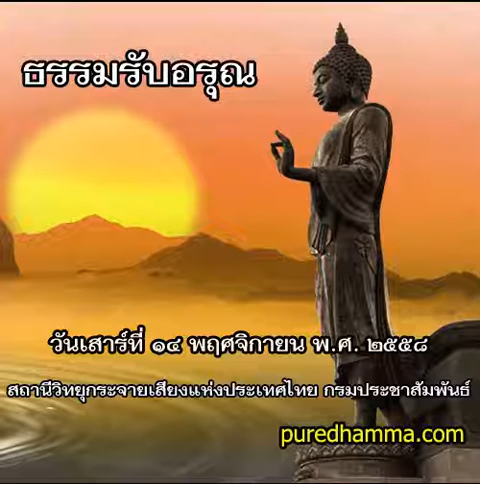 ธรรมรับอรุณ
วันเสาร์ที่ ๑๔ พฤศจิกายน พ.ศ. ๒๕๕๘
สถานีวิทยุกระจายเสียงแห่งประเทศไทย กรมประชาสัมพันธ์
puredhamma.com